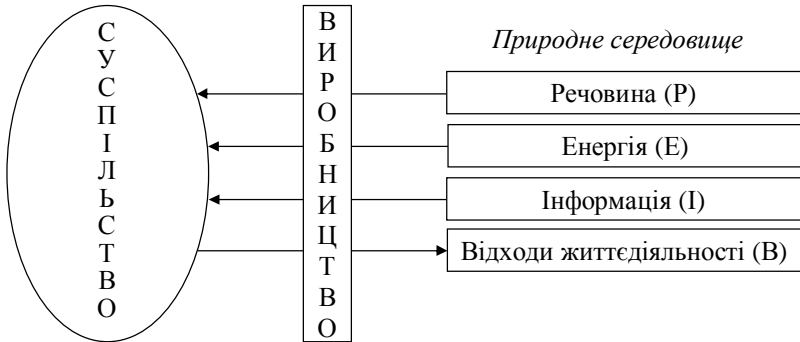 СУСПІЛЬСТВО
ВИРОБНИЦТВО
Природне середовище
Речовина (Р)
Енергія (Е)
Інформація (І)
Відходи життєдіяльності (В)